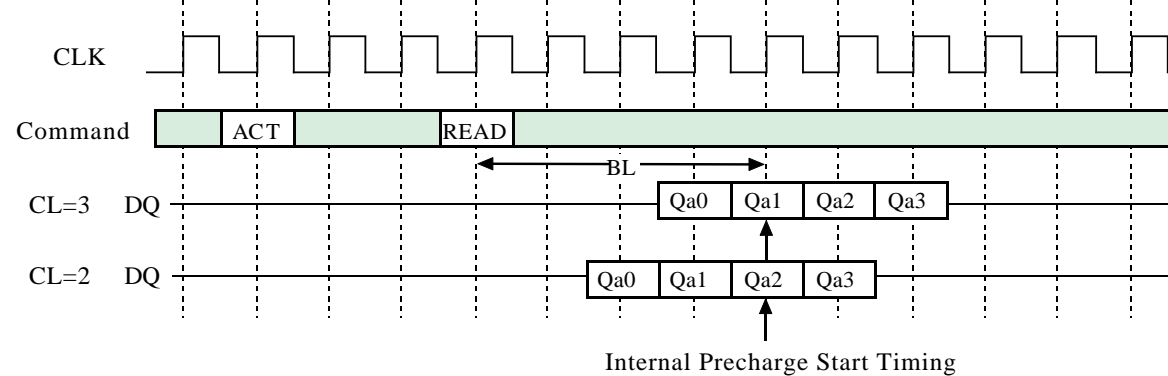 CLK
Command ACT READ
BL
CL=3 DQ Qa0 Qa1 Qa2 Qa3
CL=2 DQ Qa0 Qa1 Qa2 Qa3
Internal Precharge Start Timing